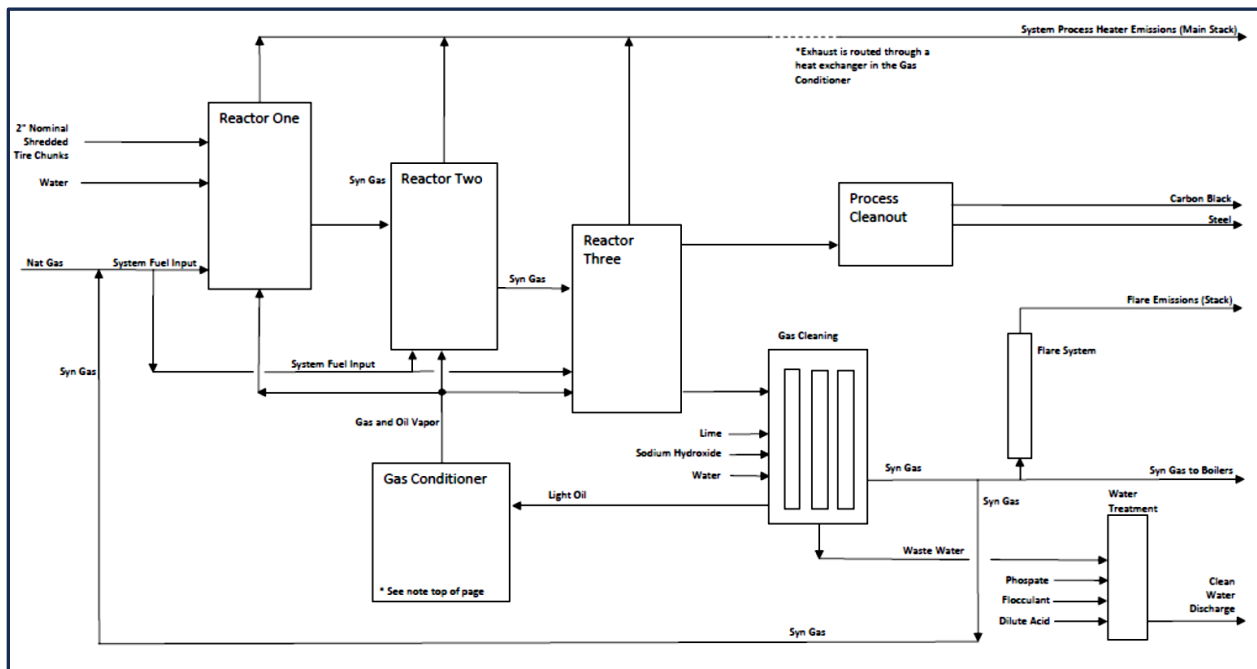 System Process Heater Emissions (Main Stack)
*Exhaust is routed through a
heat exchanger in the Gas
Conditioner
Reactor One
2" Nominal
Shredded
Tire Chunks
Water
Syn Gas
Reactor Two
Process
Cleanout
Carbon Black
Steel
Reactor
Three
Nat Gas
System Fuel Input
Syn Gas
Flare Emissions (Stack)
Gas Cleaning
Flare System
System Fuel Input
Syn Gas
Gas and Oil Vapor
Lime
Sodium Hydroxide
Water
Gas Conditioner
Syn Gas
Syn Gas to Boilers
Light Oil
Syn Gas
Water
Treatment
Waste Water
Phospate
Flocculant
Dilute Acid
Clean
Water
Discharge
* See note top of page
Syn Gas